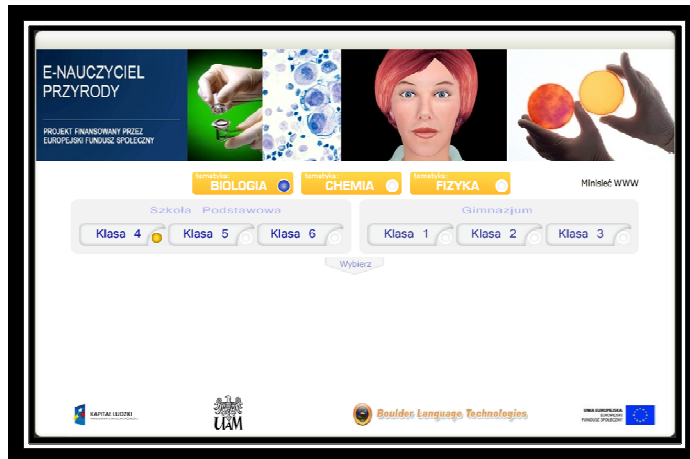 E-NAUCZYCIEL
PRZYRODY
PROJEKT FINANSOWANY PRZEZ
EUROPEJSKI FUNDUSZ SPOŁECZNY
tematyka: tematyka: tematyka:
BIOLOGIA CHEMIA FIZYKA
Minisieć WWW
Szkoła Podstawowa Gimnazjum
Klasa 4 Klasa 5 Klasa 6 Klasa 1 Klasa 2 Klasa 3
Wybierz
KAPITAŁ LUDZKI
UAM
Boulder Language Technologies
UNIA EUROPEJSKA
EUROPEJSKI
FUNDUSZ SPOŁECZNY